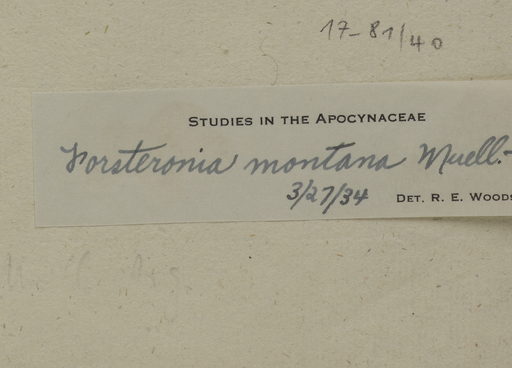 17-81/40
STUDIES IN THE APOCYNACEAE
Forsteronia montana Muell.-
3/27/34
DET. R. E. WOODS